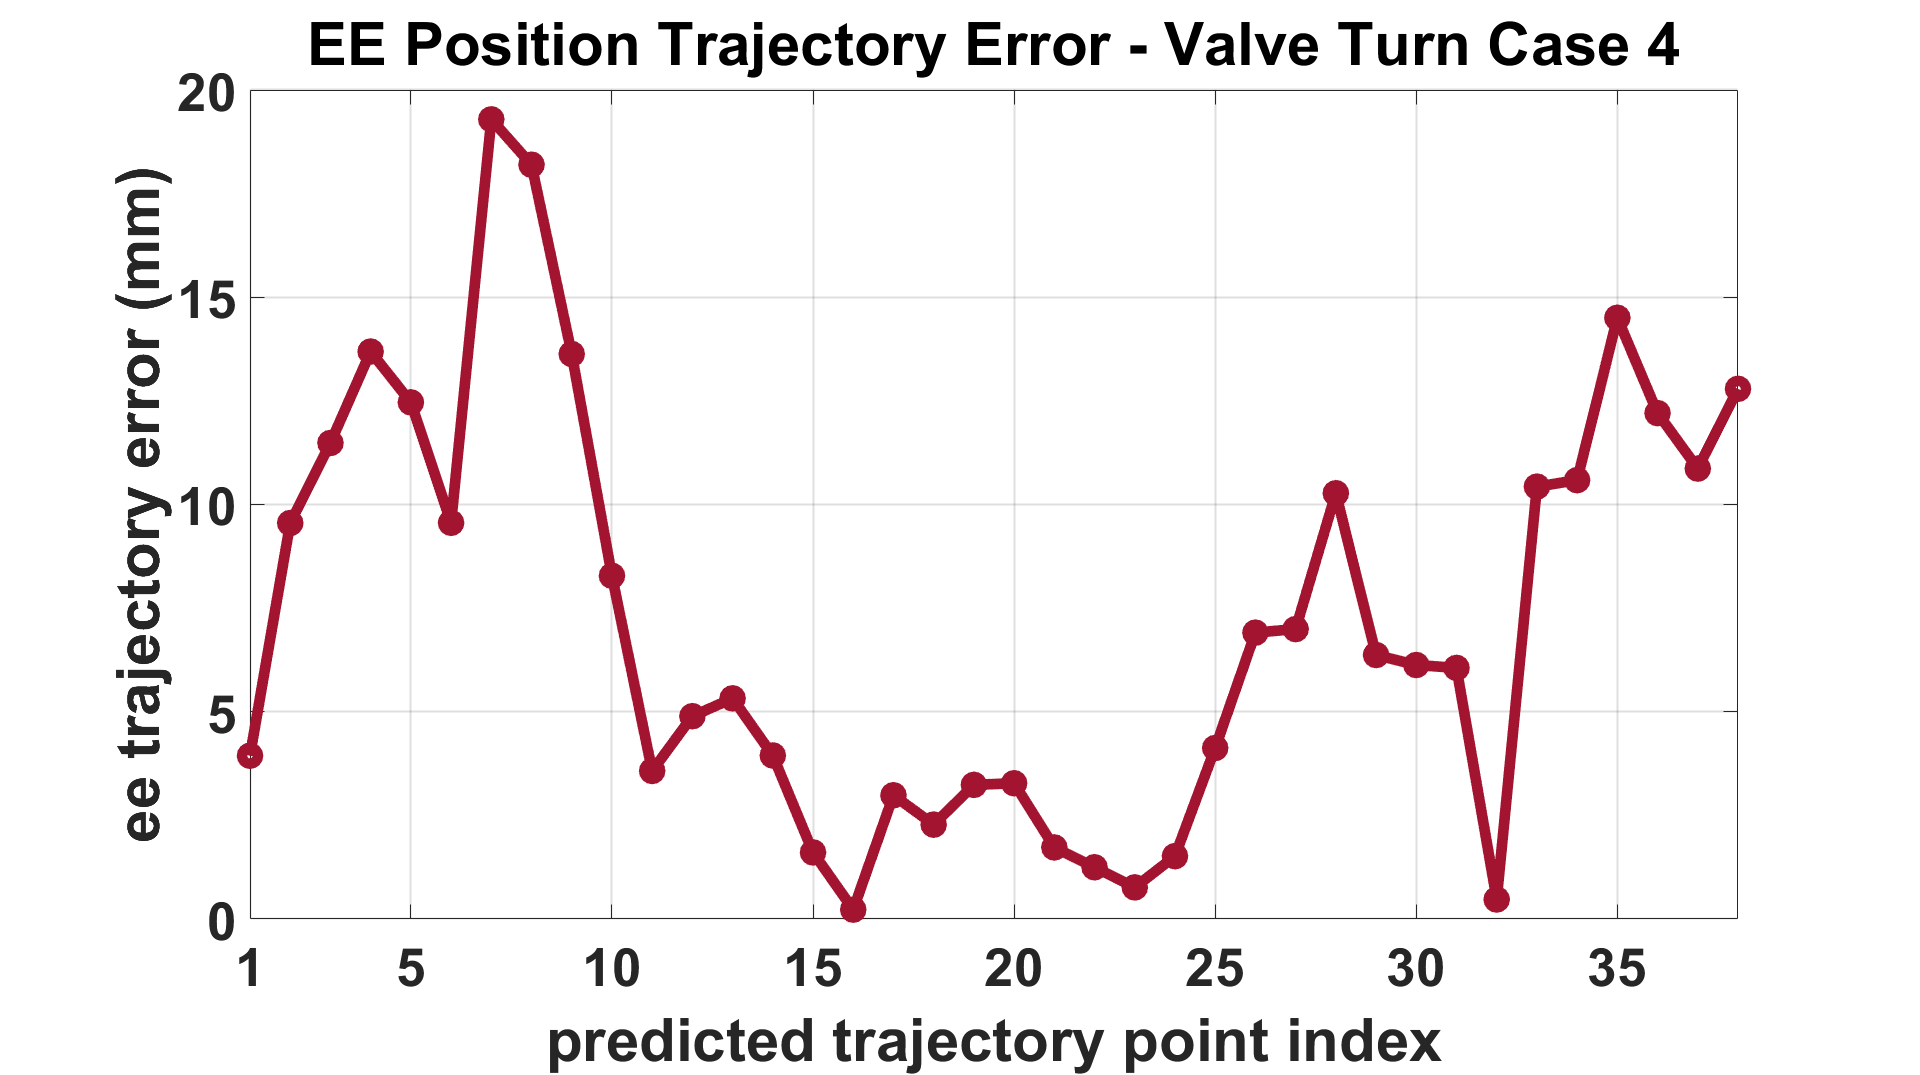 EE Position Trajectory Error - Valve Turn Case 4
ee trajectory error (mm)
20
15
10
5
0
1 5 10 15 20 25 30 35
predicted trajectory point index